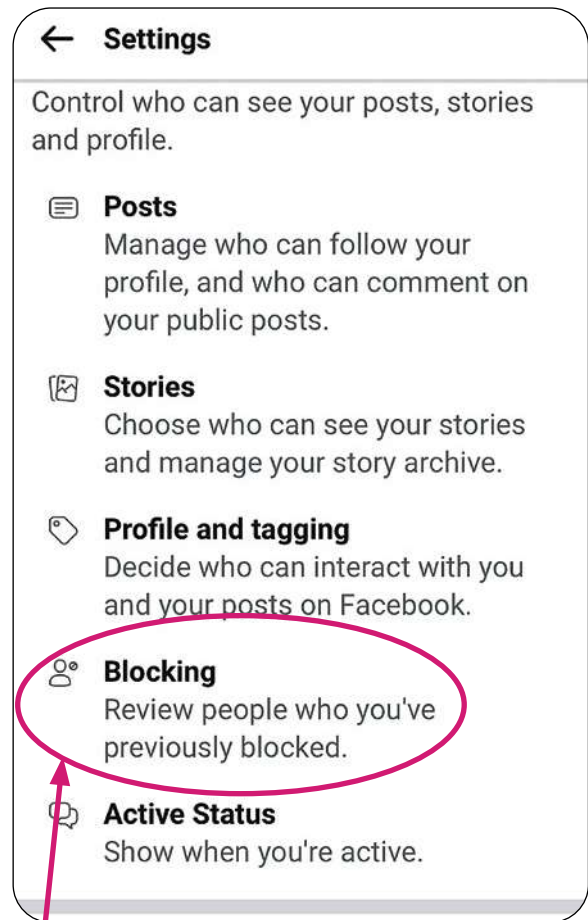 Settings
Control who can see your posts, stories
and profile.
Posts
Manage who can follow your
profile, and who can comment on
your public posts.
Stories
Choose who can see your stories
and manage your story archive.
Profile and tagging
Decide who can interact with you
and your posts on Facebook.
Blocking
Review people who you've
previously blocked.
Active Status
Show when you're active.